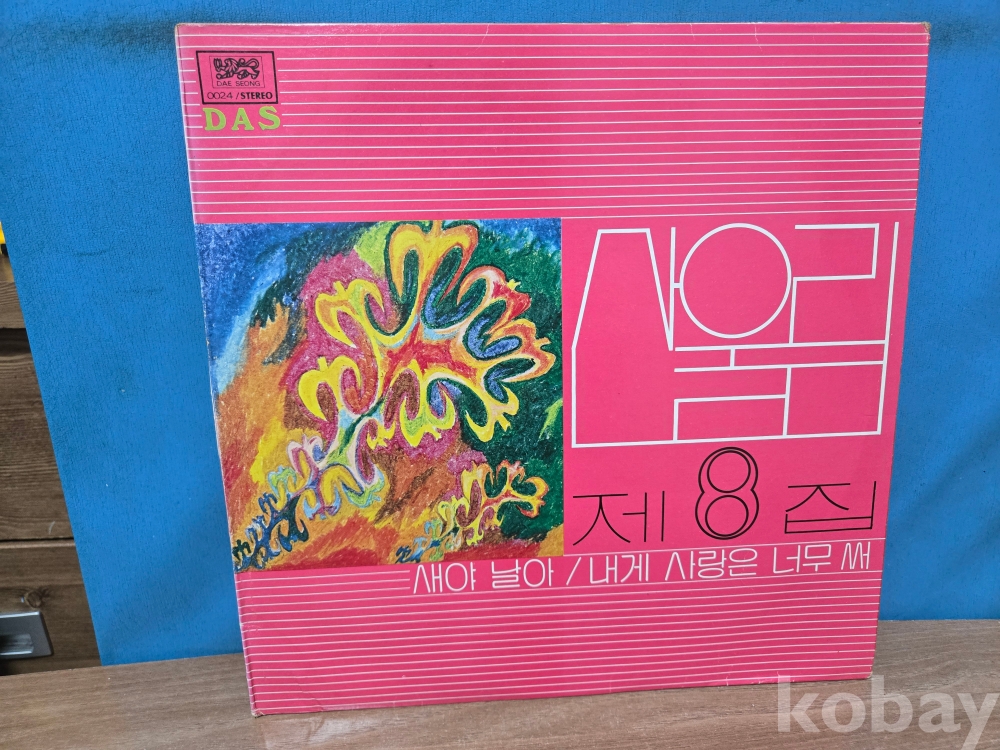 DAE SEONG
0024 / STEREO
DAS
산울림
제8집
새야 날아 / 내게 사랑은 너무 써
kobay